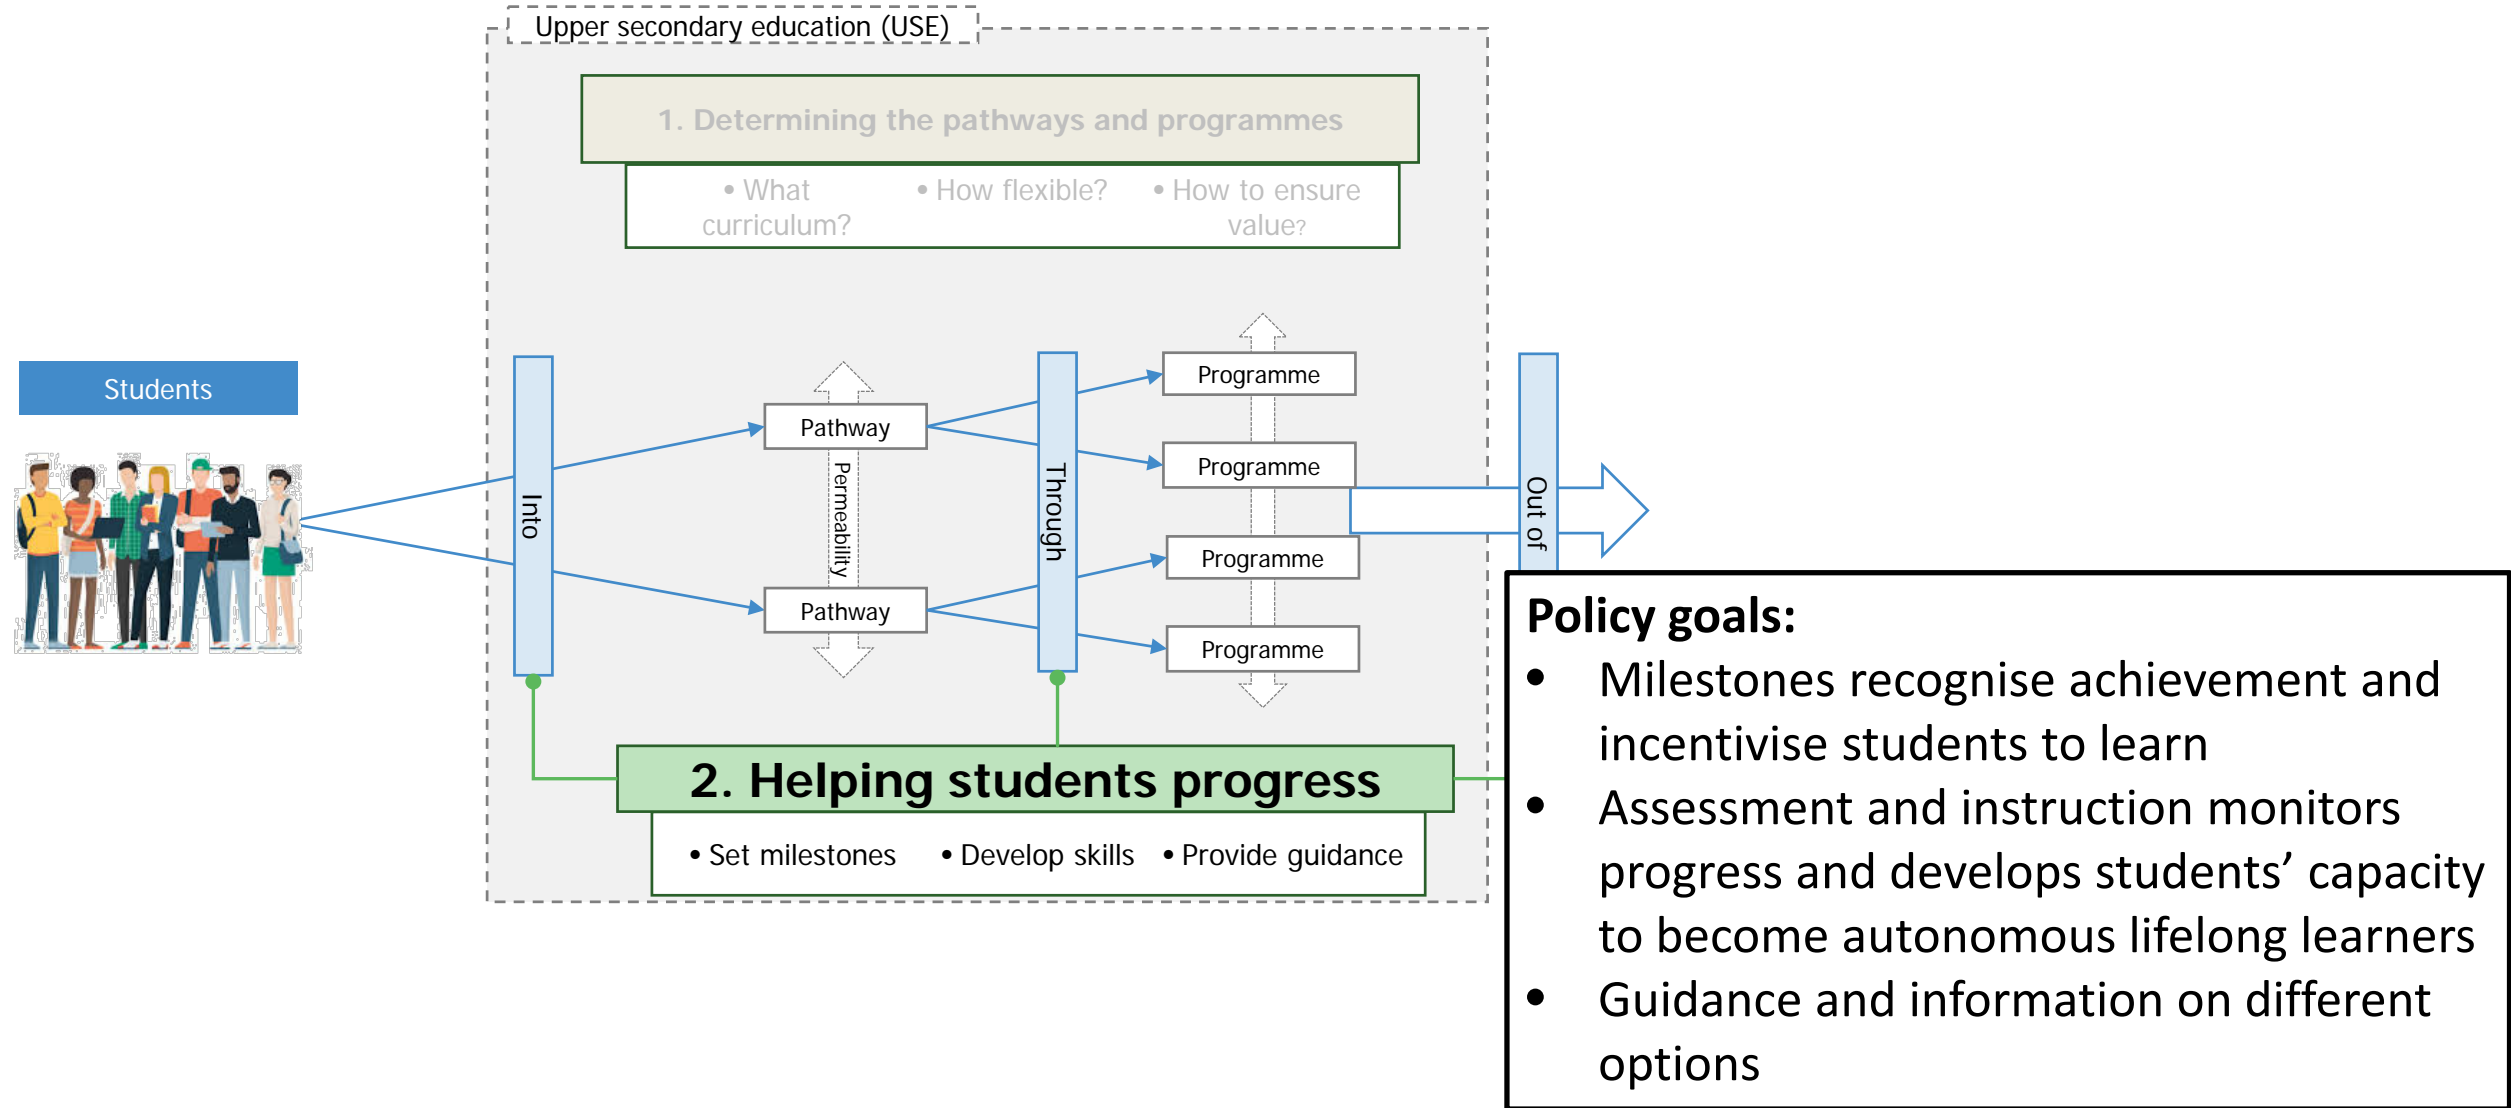 Upper secondary education (USE)
1. Determining the pathways and programmes
• What
curriculum?
• How flexible?
• How to ensure
value?
Students
Into
Pathway
Permeability
Pathway
Through
Programme
Programme
Programme
Programme
Out of
2. Helping students progress
• Set milestones
• Develop skills
• Provide guidance
Policy goals:
• Milestones recognise achievement and
incentivise students to learn
• Assessment and instruction monitors
progress and develops students’ capacity
to become autonomous lifelong learners
• Guidance and information on different
options